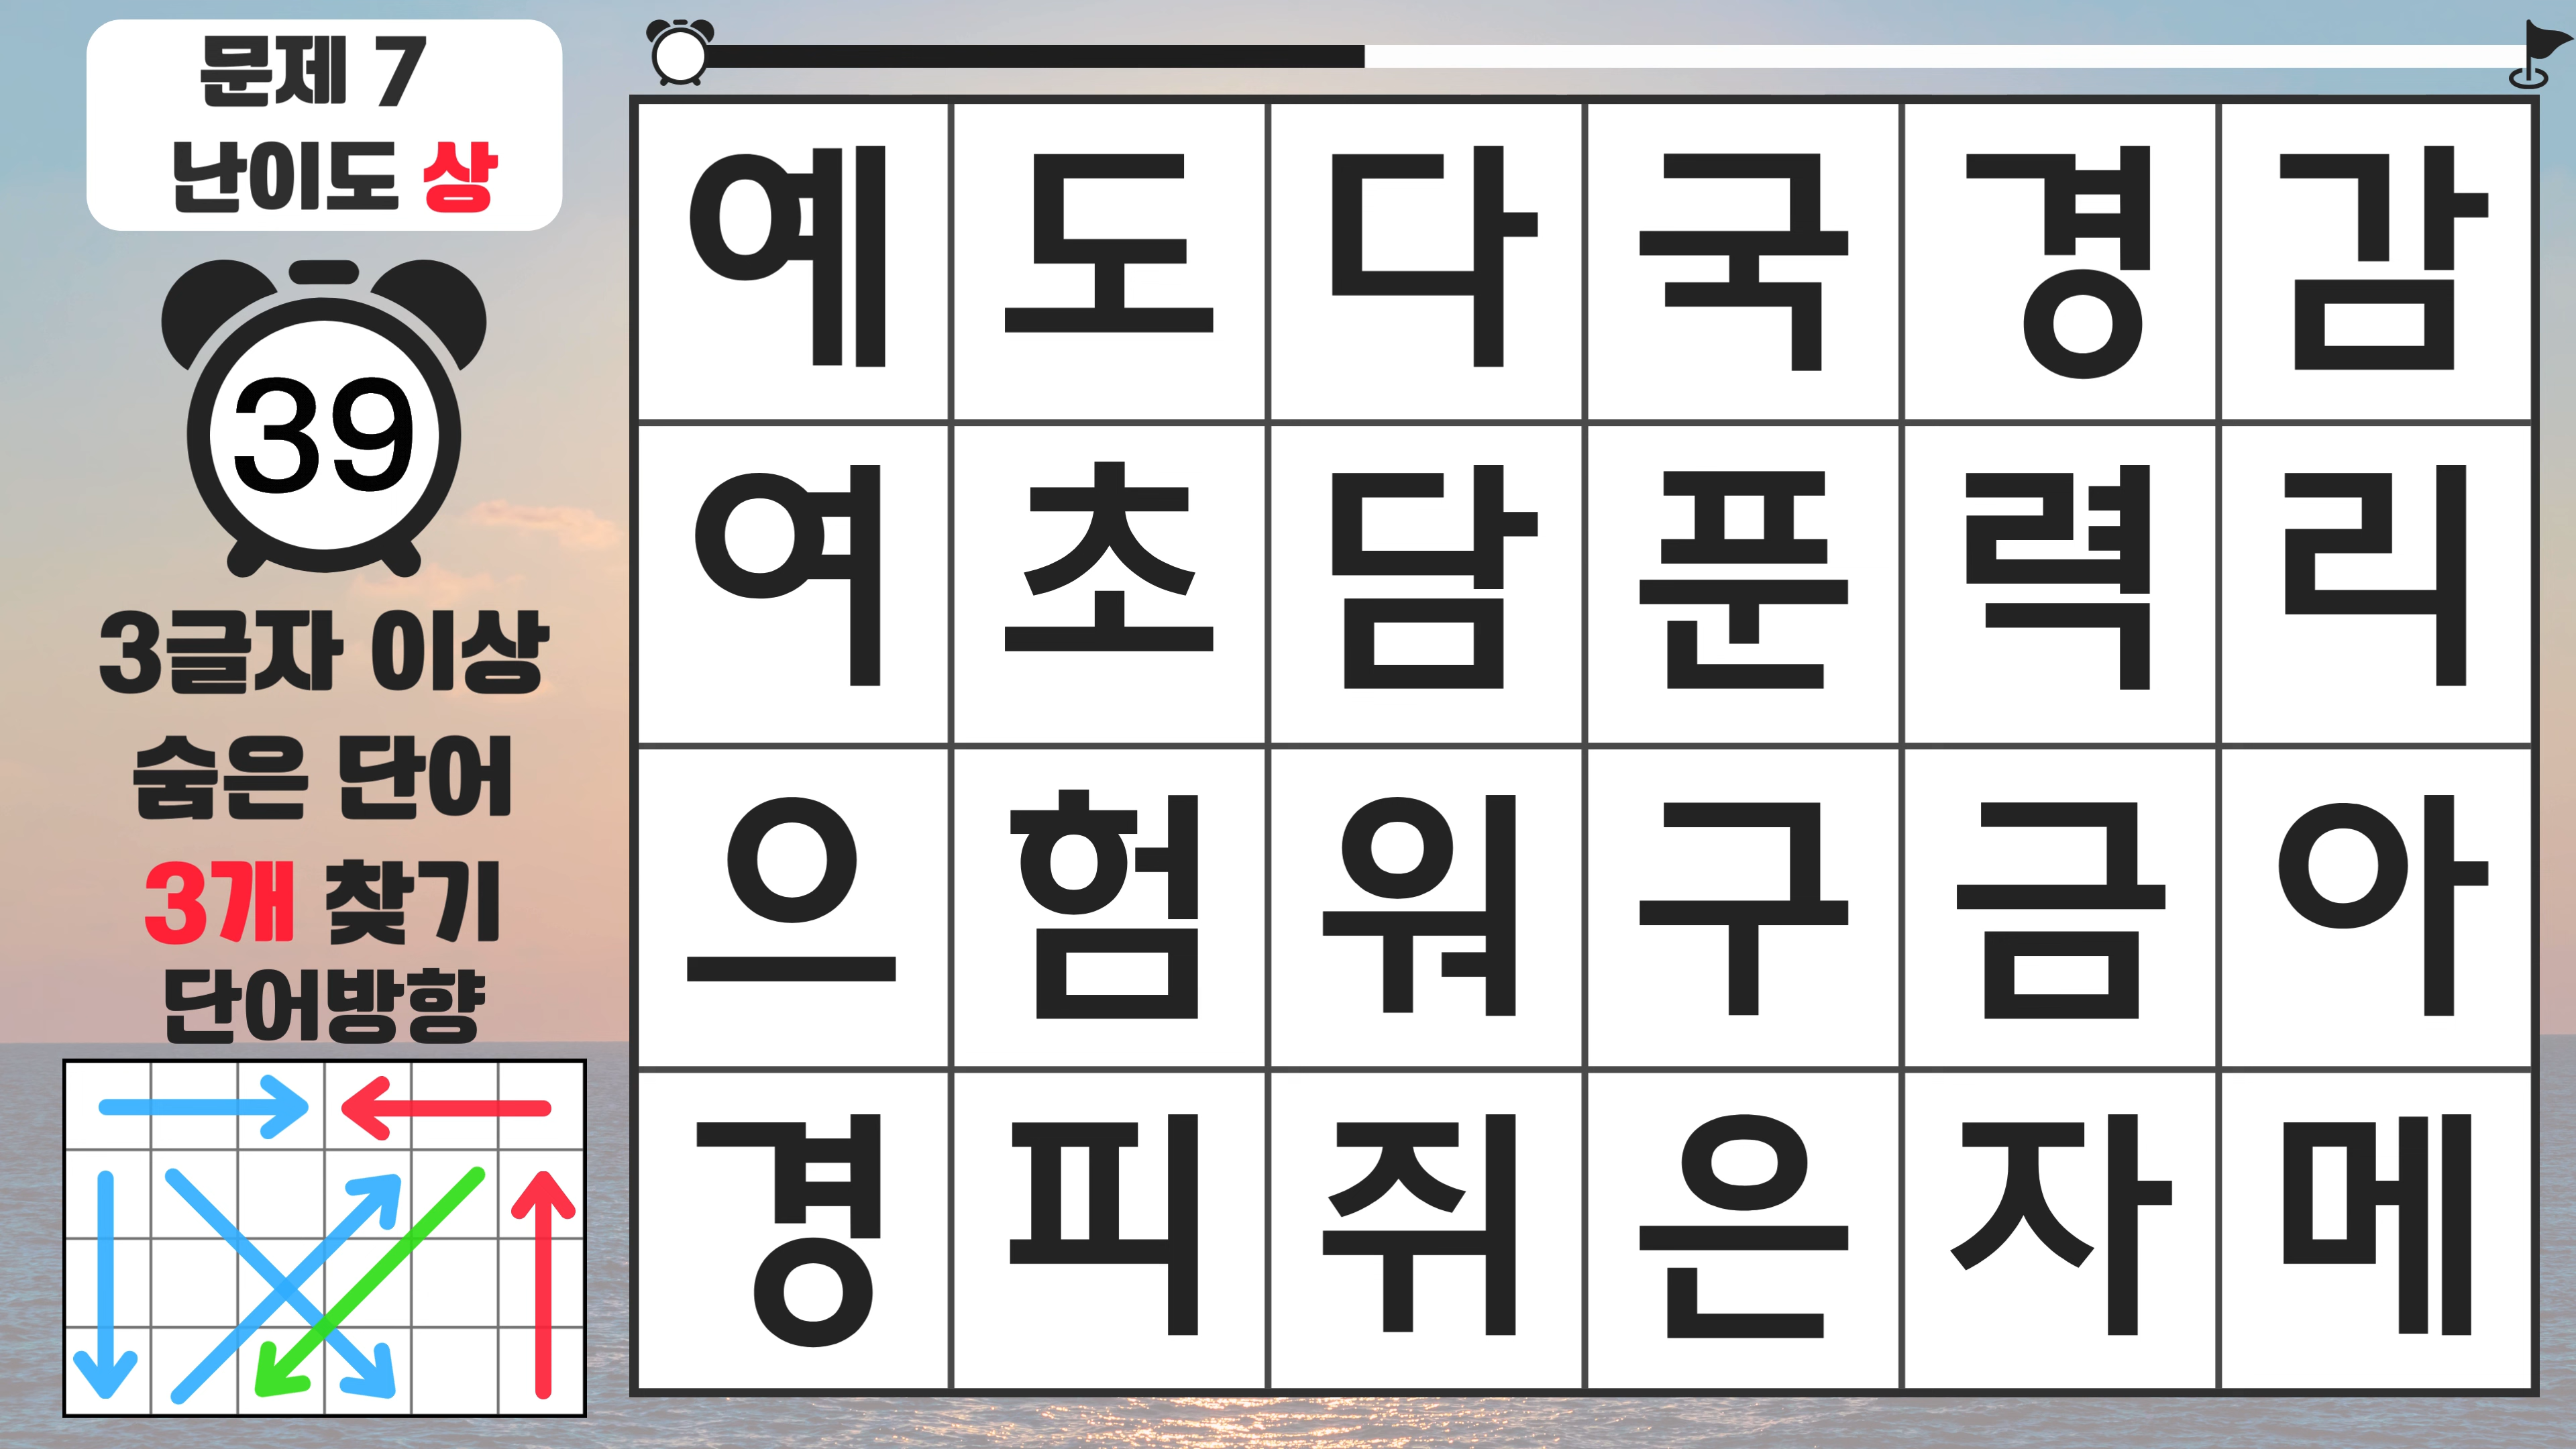 문제 7
난이도 상
39
3글자 이상
숨은 단어
3개 찾기
단어방향
예 도 다 국 경 감
여 초 담 푼 력 리
으 험 워 구 금 아
경 피 쥐 은 자 메